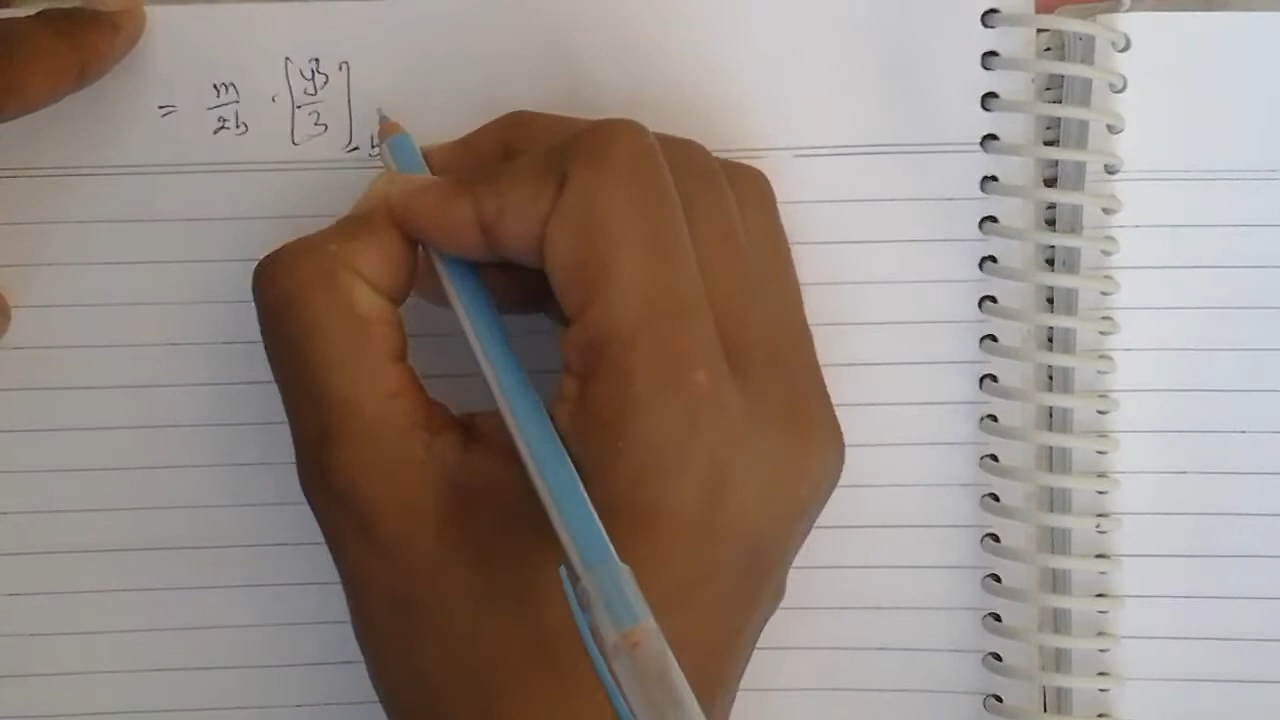 = m/2b · [y³/3]₋b